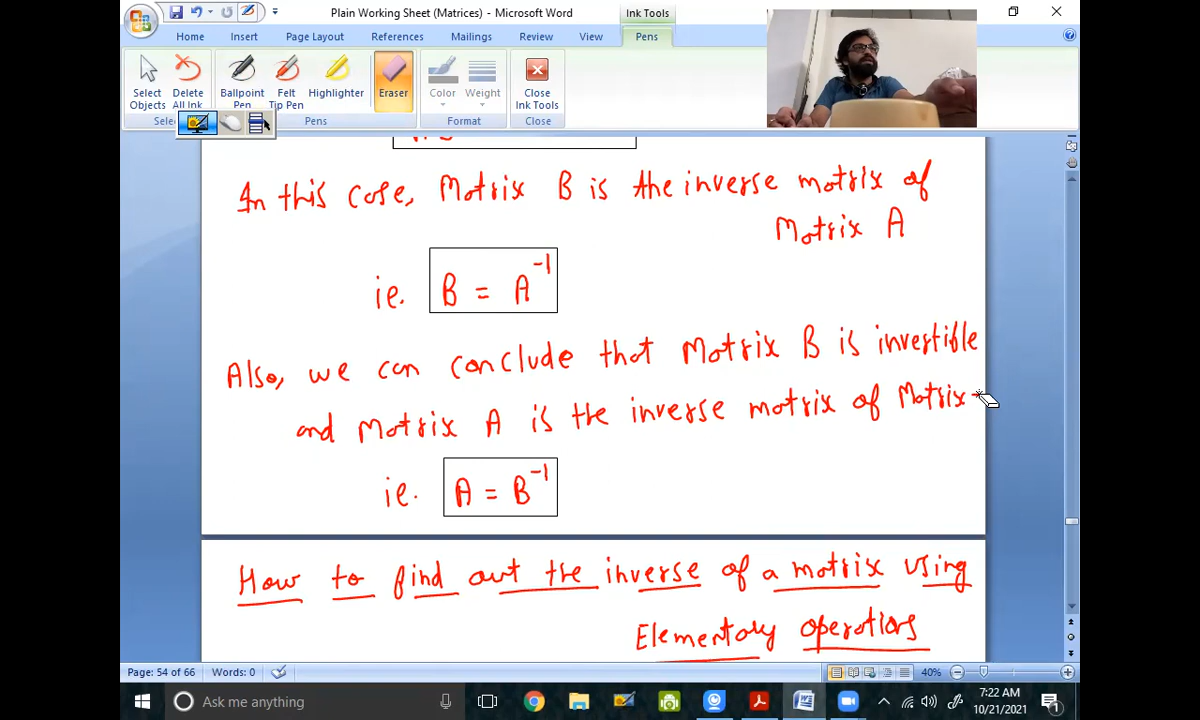 Plain Working Sheet (Matrices) - Microsoft Word
Ink Tools
Home Insert Page Layout References Mailings Review View Pens
Select Objects
Delete All Ink
Ballpoint Pen
Felt Tip Pen
Highlighter
Eraser
Color
Weight
Close Ink Tools
Pens
Format
Close
In this case, Matrix B is the inverse matrix of
Matrix A
ie. B = A⁻¹
Also, we can conclude that Matrix B is invertible
and Matrix A is the inverse matrix of Matrix
ie. A = B⁻¹
How to find out the inverse of a matrix using
Elementary operations
Page: 54 of 66 Words: 0
40%
Ask me anything
7:22 AM
10/21/2021